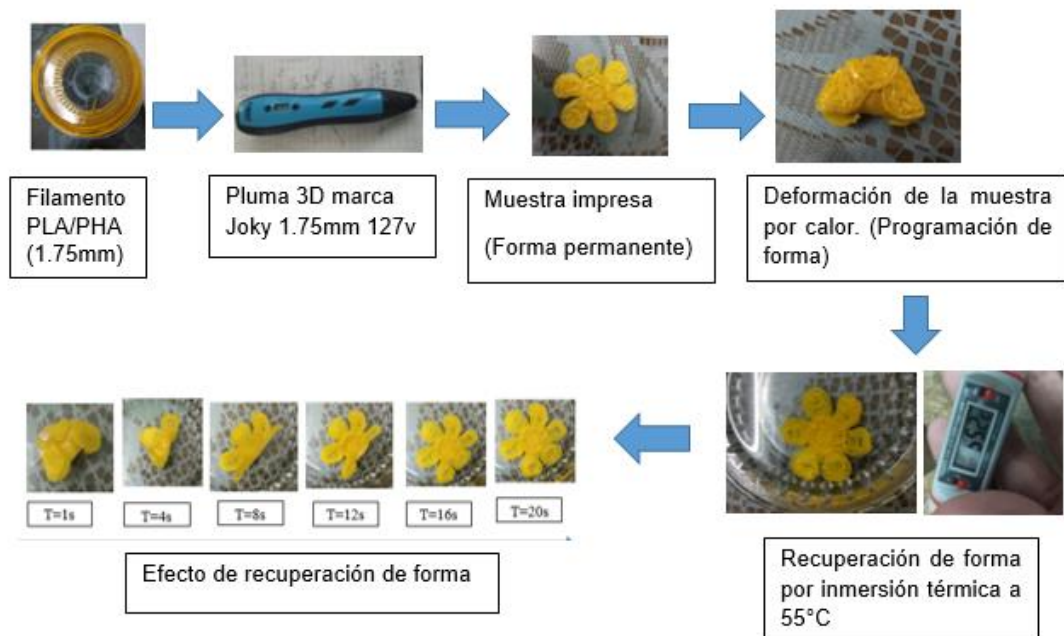 Filamento
PLA/PHA
(1.75mm)
Pluma 3D marca
Joky 1.75mm 127v
Muestra impresa
(Forma permanente)
Deformación de la muestra
por calor. (Programación de
forma)
Recuperación de forma
por inmersión térmica a
55°C
T=1s
T=4s
T=8s
T=12s
T=16s
T=20s
Efecto de recuperación de forma